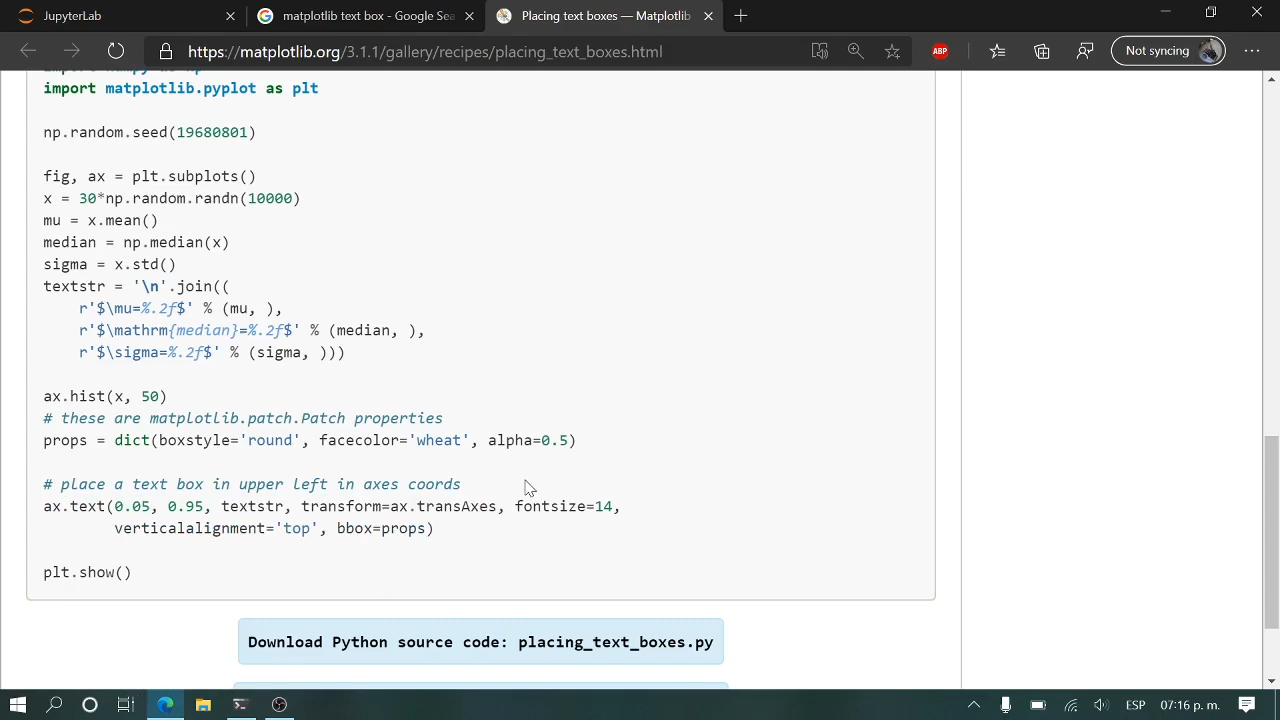 JupyterLab
matplotlib text box - Google Sea
Placing text boxes — Matplotlib
https://matplotlib.org/3.1.1/gallery/recipes/placing_text_boxes.html
ABP
Not syncing
import numpy as np
import matplotlib.pyplot as plt
np.random.seed(19680801)
fig, ax = plt.subplots()
x = 30*np.random.randn(10000)
mu = x.mean()
median = np.median(x)
sigma = x.std()
textstr = '\n'.join((
r'$\mu=%.2f$' % (mu, ),
r'$\mathrm{median}=%.2f$' % (median, ),
r'$\sigma=%.2f$' % (sigma, )))
ax.hist(x, 50)
# these are matplotlib.patch.Patch properties
props = dict(boxstyle='round', facecolor='wheat', alpha=0.5)
# place a text box in upper left in axes coords
ax.text(0.05, 0.95, textstr, transform=ax.transAxes, fontsize=14,
verticalalignment='top', bbox=props)
plt.show()
Download Python source code: placing_text_boxes.py
ESP
07:16 p. m.